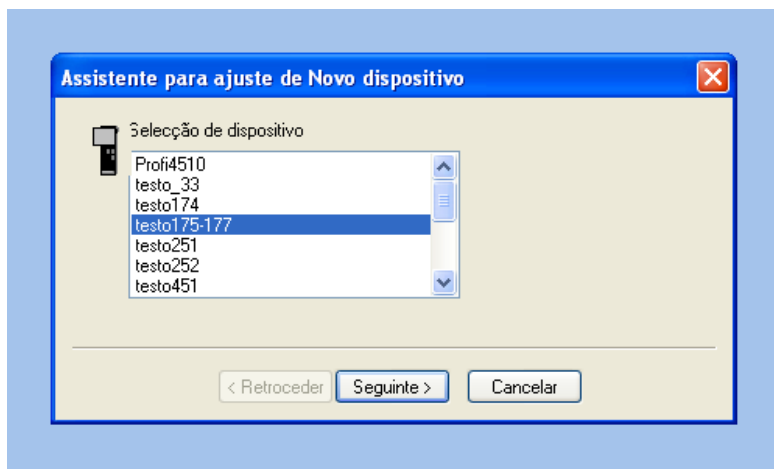 Assistente para ajuste de Novo dispositivo
Selecção de dispositivo
Profi4510
testo_33
testo174
testo175-177
testo251
testo252
testo451
< Retroceder
Seguinte >
Cancelar